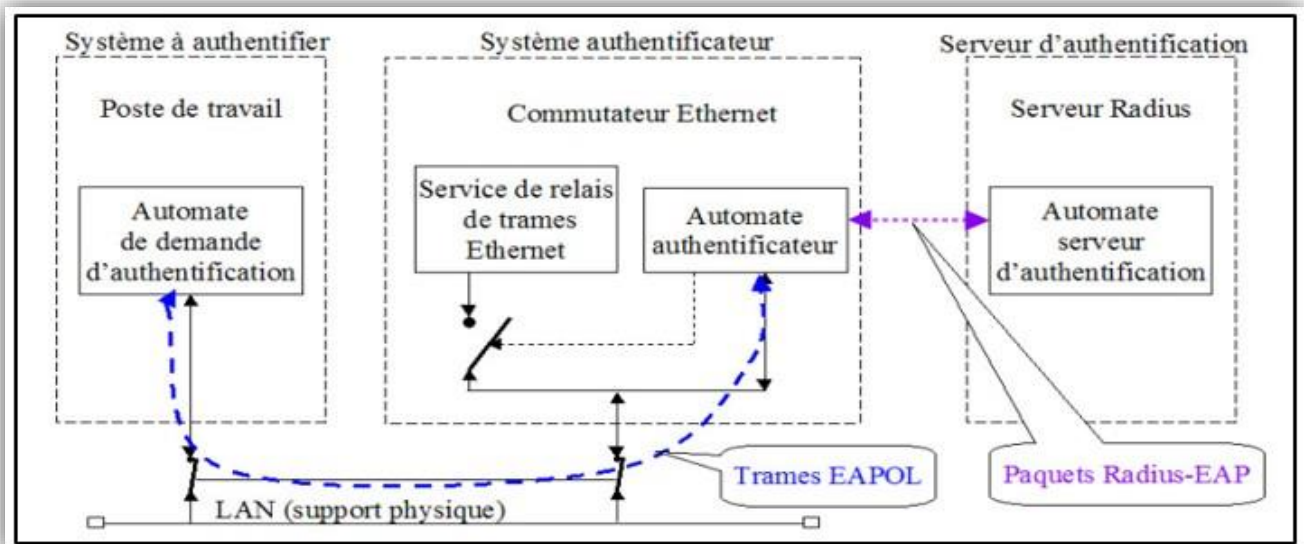 Système à authentifier
Système authentificateur
Serveur d'authentification
Poste de travail
Commutateur Ethernet
Serveur Radius
Automate
de demande
d'authentification
Service de relais
de trames
Ethernet
Automate
authentificateur
Automate
serveur
d'authentification
Trames EAPOL
Paquets Radius-EAP
LAN (support physique)